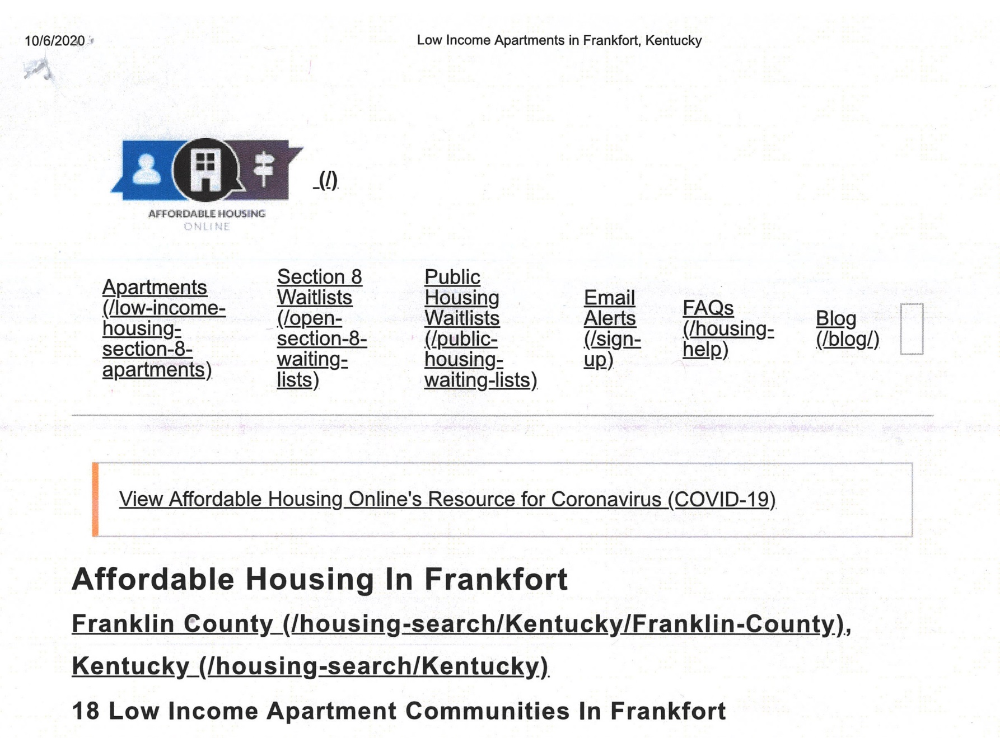 10/6/2020
Low Income Apartments in Frankfort, Kentucky
(/)
AFFORDABLE HOUSING
ONLINE
Apartments
(/low-income-
housing-
section-8-
apartments)
Section 8
Waitlists
(/open-
section-8-
waiting-
lists)
Public
Housing
Waitlists
(/public-
housing-
waiting-lists)
Email
Alerts
(/sign-
up)
FAQs
(/housing-
help)
Blog
(/blog/)
View Affordable Housing Online's Resource for Coronavirus (COVID-19)
Affordable Housing In Frankfort
Franklin County (/housing-search/Kentucky/Franklin-County),
Kentucky (/housing-search/Kentucky)
18 Low Income Apartment Communities In Frankfort